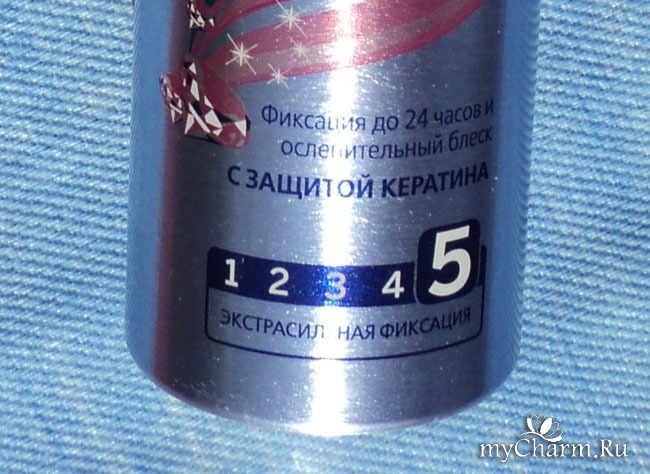 Фиксация до 24 часов и
ослепительный блеск
С ЗАЩИТОЙ КЕРАТИНА
1 2 3 4 5
ЭКСТРАСИЛЬНАЯ ФИКСАЦИЯ
myCharm.Ru